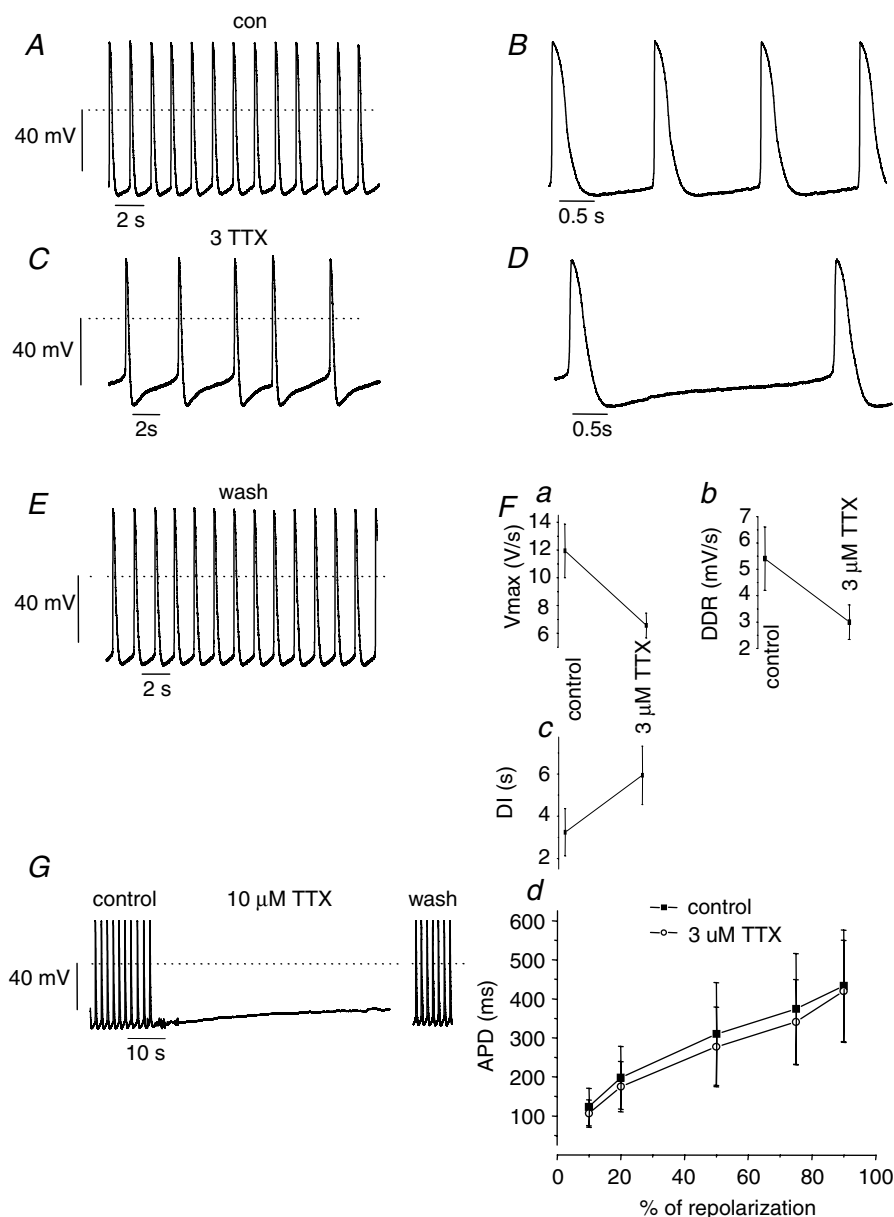 A
con
40 mV
2 s
B
0.5 s
C
3 TTX
40 mV
2s
D
0.5s
E
wash
40 mV
2 s
F
a
Vmax (V/s)
14
12
10
8
6
control
3 μM TTX
b
DDR (mV/s)
7
6
5
4
3
2
control
3 μM TTX
c
DI (s)
6
4
2
G
control
10 μM TTX
wash
40 mV
10 s
d
control
3 uM TTX
APD (ms)
600
500
400
300
200
100
0 20 40 60 80 100
% of repolarization